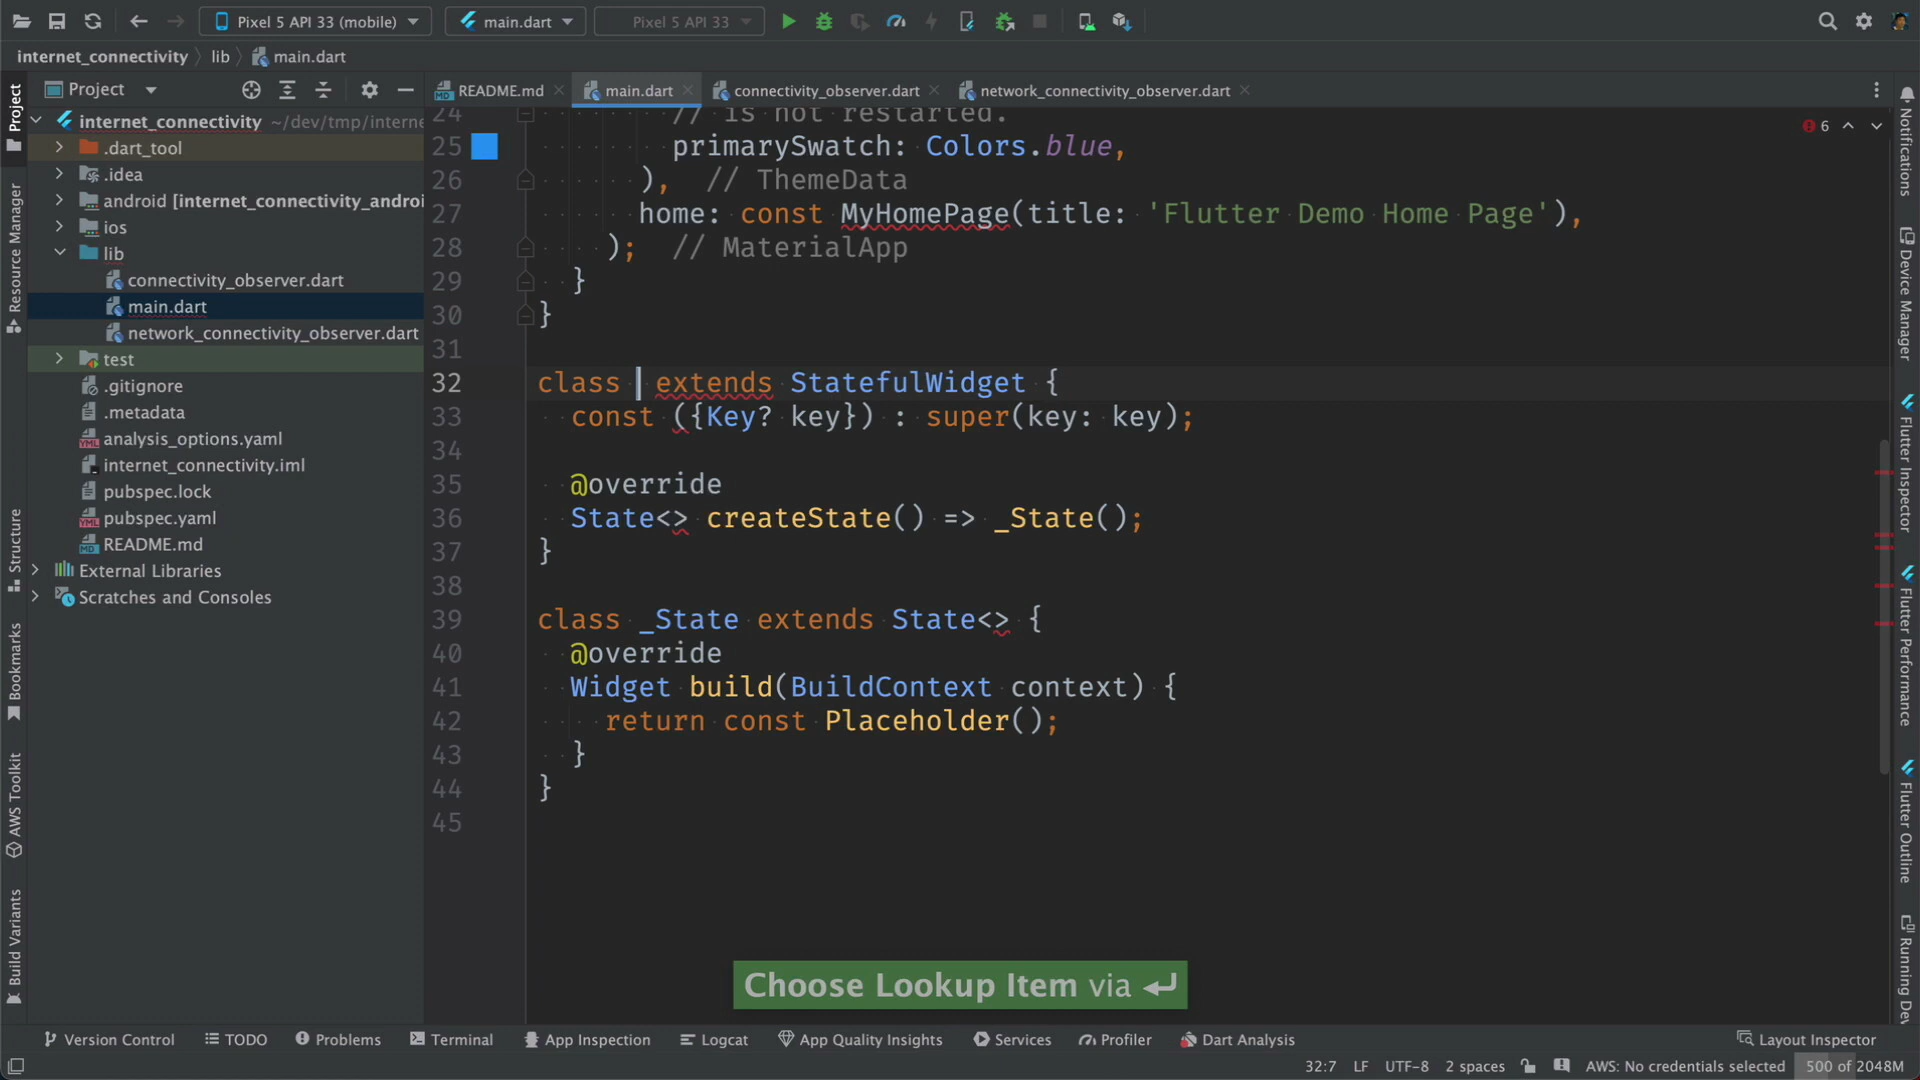 Pixel 5 API 33 (mobile)
main.dart
Pixel 5 API 33
internet_connectivity
lib
main.dart
Project
README.md
main.dart
connectivity_observer.dart
network_connectivity_observer.dart
internet_connectivity ~/dev/tmp/interne
.dart_tool
.idea
android [internet_connectivity_androi
ios
lib
connectivity_observer.dart
main.dart
network_connectivity_observer.dart
test
.gitignore
.metadata
analysis_options.yaml
internet_connectivity.iml
pubspec.lock
pubspec.yaml
README.md
External Libraries
Scratches and Consoles
Project
Resource Manager
Structure
Bookmarks
AWS Toolkit
Build Variants
6
24 // is not restarted.
25 primarySwatch: Colors.blue,
26 ), // ThemeData
27 home: const MyHomePage(title: 'Flutter Demo Home Page'),
28 ); // MaterialApp
29 }
30 }
31
32 class extends StatefulWidget {
33 const ({Key? key}) : super(key: key);
34
35 @override
36 State<> createState() => _State();
37 }
38
39 class _State extends State<> {
40 @override
41 Widget build(BuildContext context) {
42 return const Placeholder();
43 }
44 }
45
Choose Lookup Item via ↵
Notifications
Device Manager
Flutter Inspector
Flutter Performance
Flutter Outline
Running Dev
Version Control
TODO
Problems
Terminal
App Inspection
Logcat
App Quality Insights
Services
Profiler
Dart Analysis
Layout Inspector
32:7 LF UTF-8 2 spaces AWS: No credentials selected 500 of 2048M